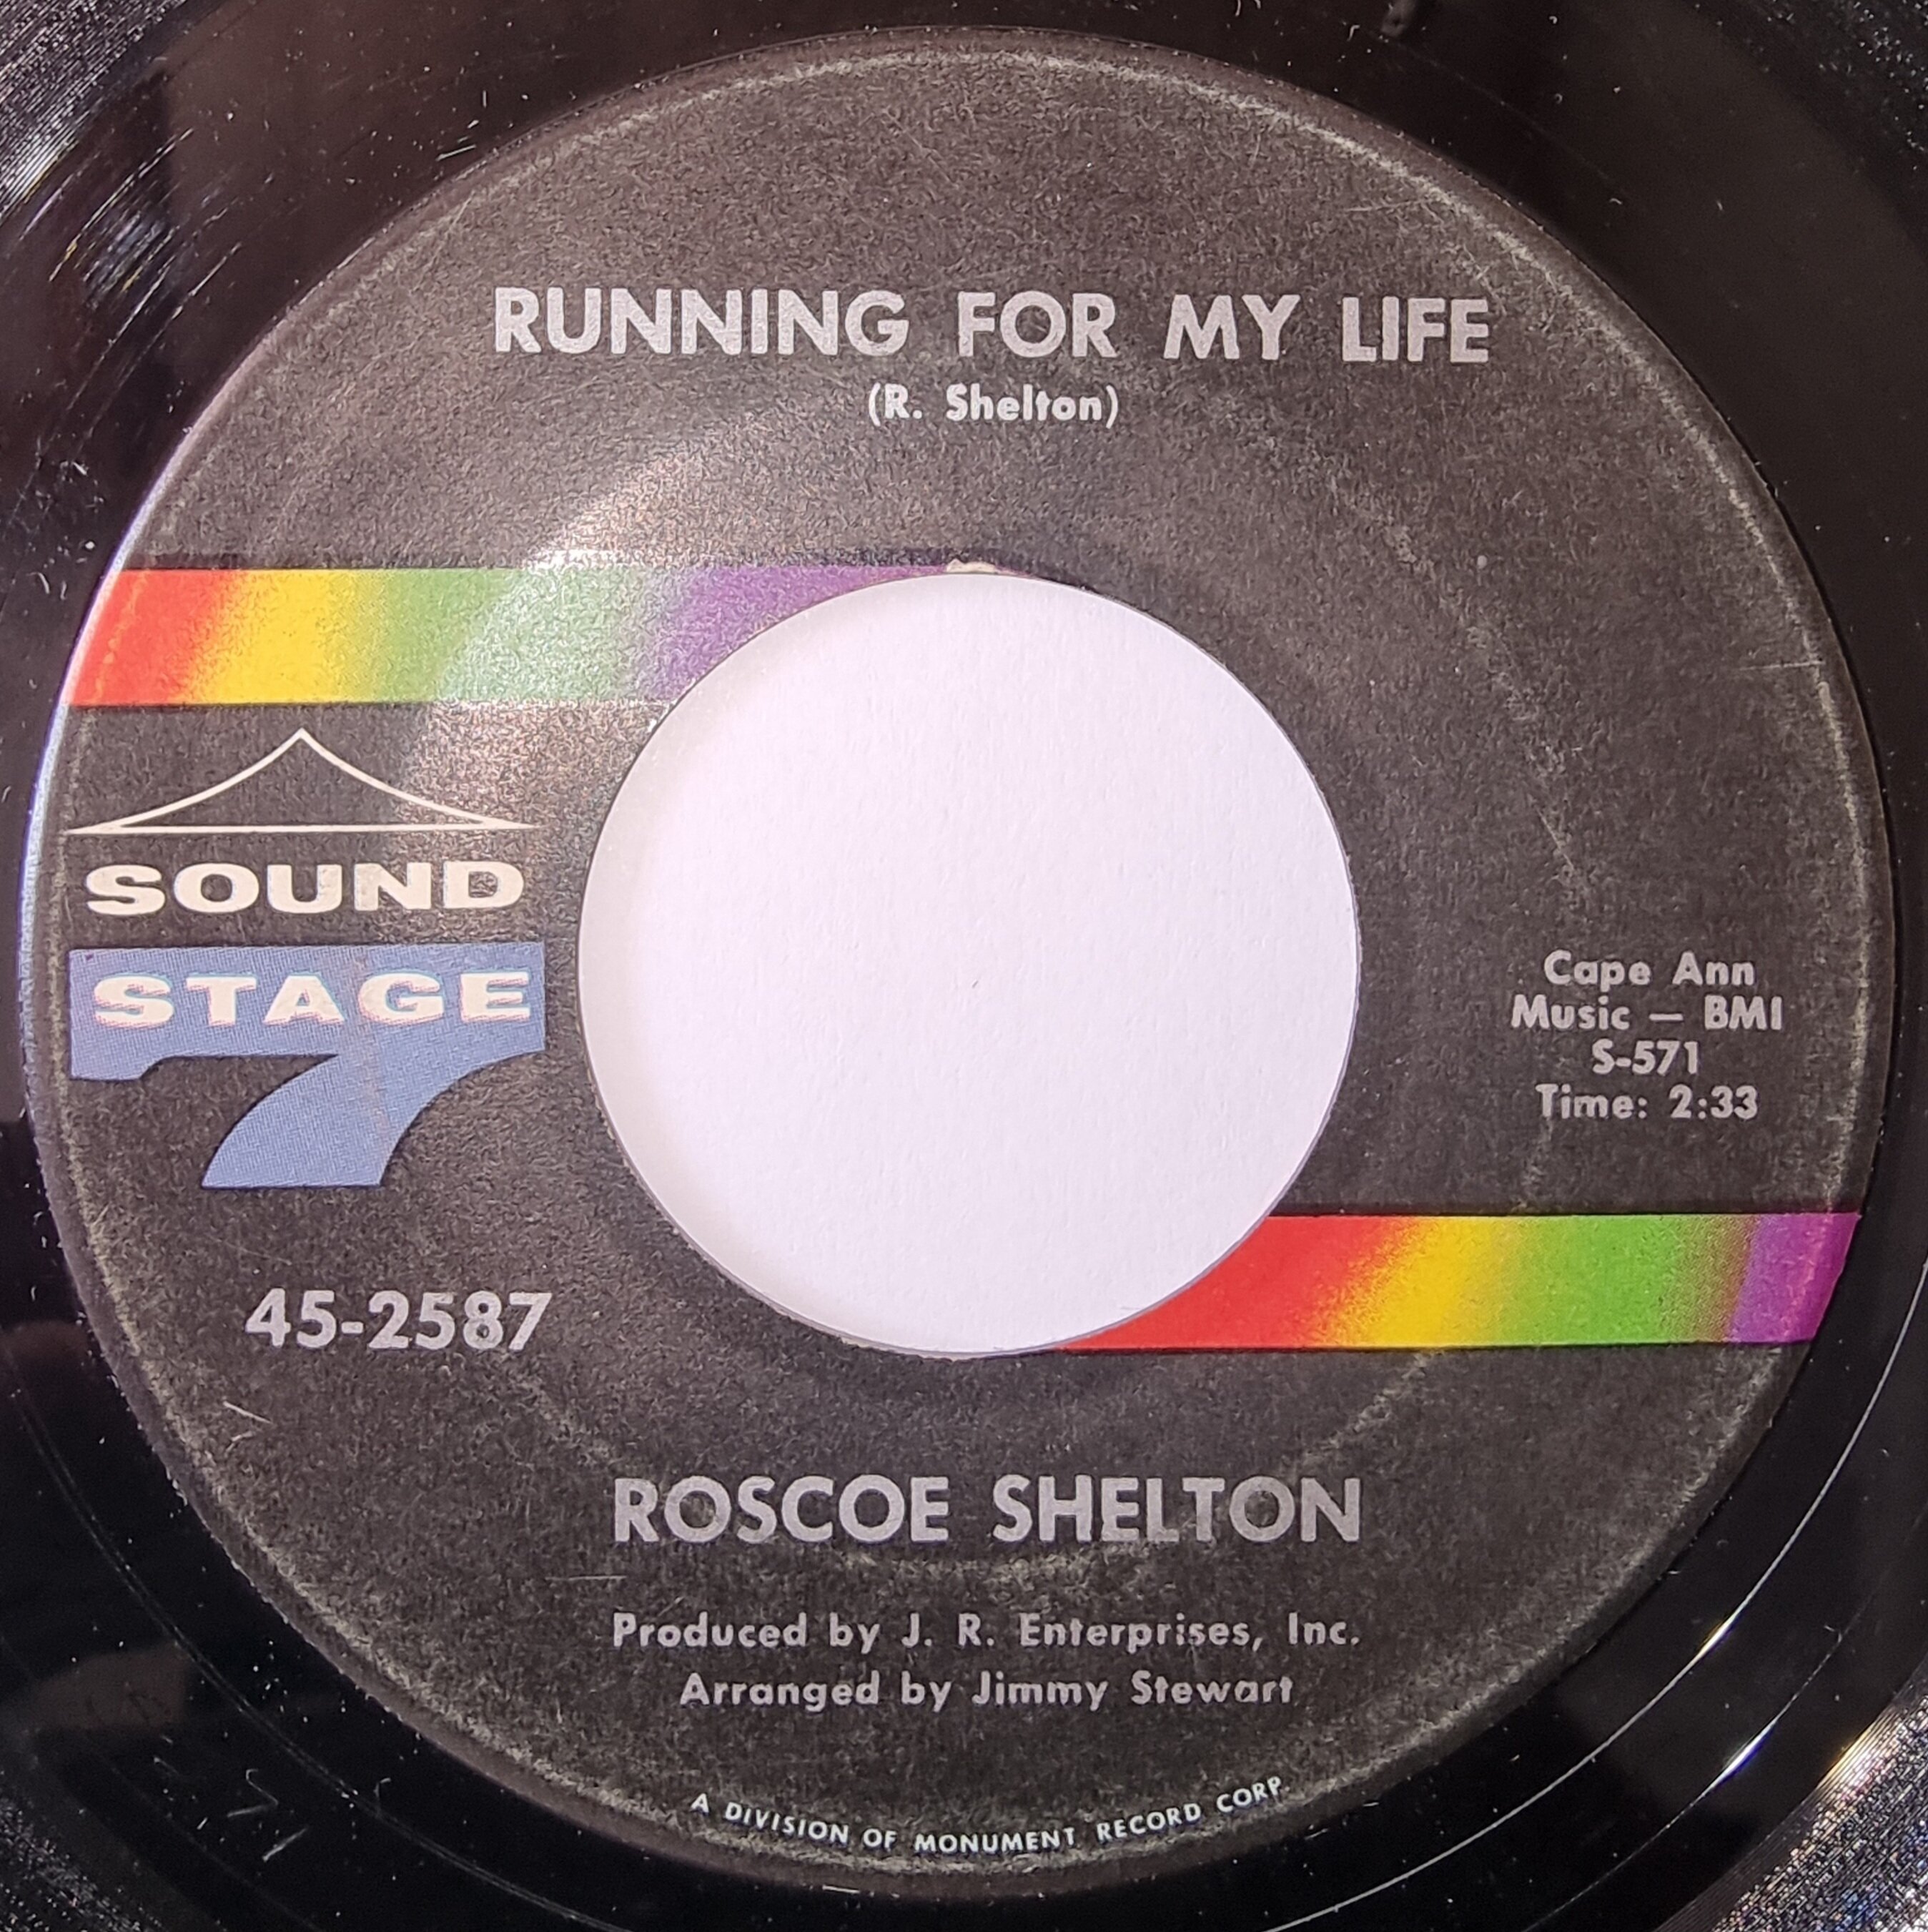 RUNNING FOR MY LIFE
(R. Shelton)
SOUND
STAGE
7
Cape Ann
Music — BMI
S-571
Time: 2:33
45-2587
ROSCOE SHELTON
Produced by J. R. Enterprises, Inc.
Arranged by Jimmy Stewart
A DIVISION OF MONUMENT RECORD CORP.